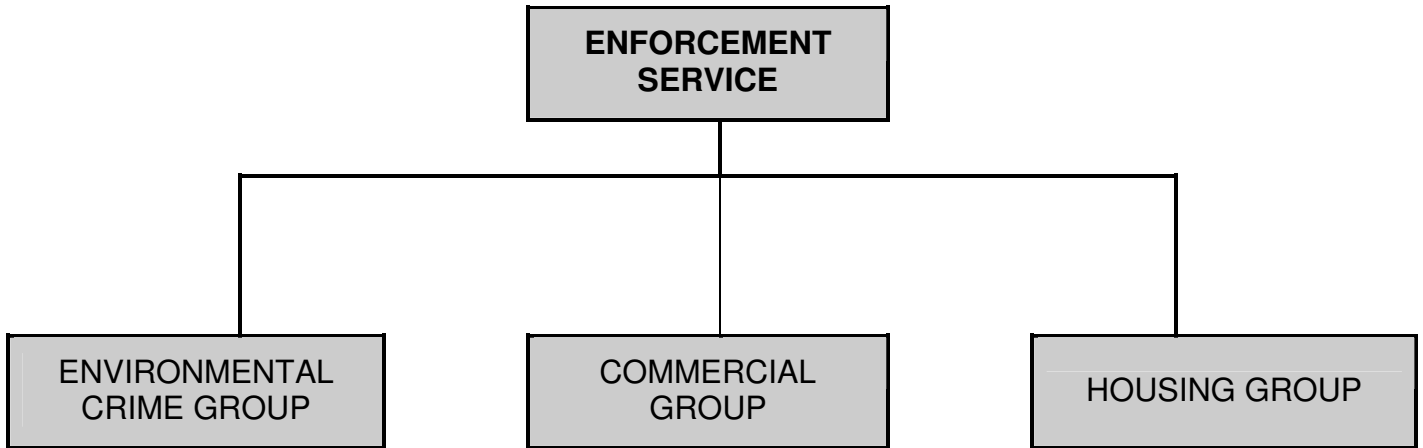 ENFORCEMENT
SERVICE
ENVIRONMENTAL
CRIME GROUP
COMMERCIAL
GROUP
HOUSING GROUP